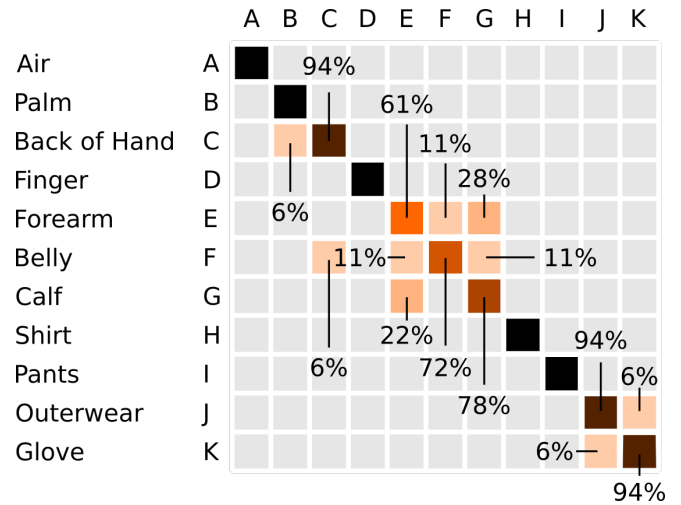 A B C D E F G H I J K
Air A 94%
Palm B 61%
Back of Hand C 11%
Finger D 28%
6%
Forearm E
Belly F 11% 11%
Calf G
Shirt H 22% 94%
Pants I 6% 72% 6%
Outerwear J 78%
Glove K 6%
94%